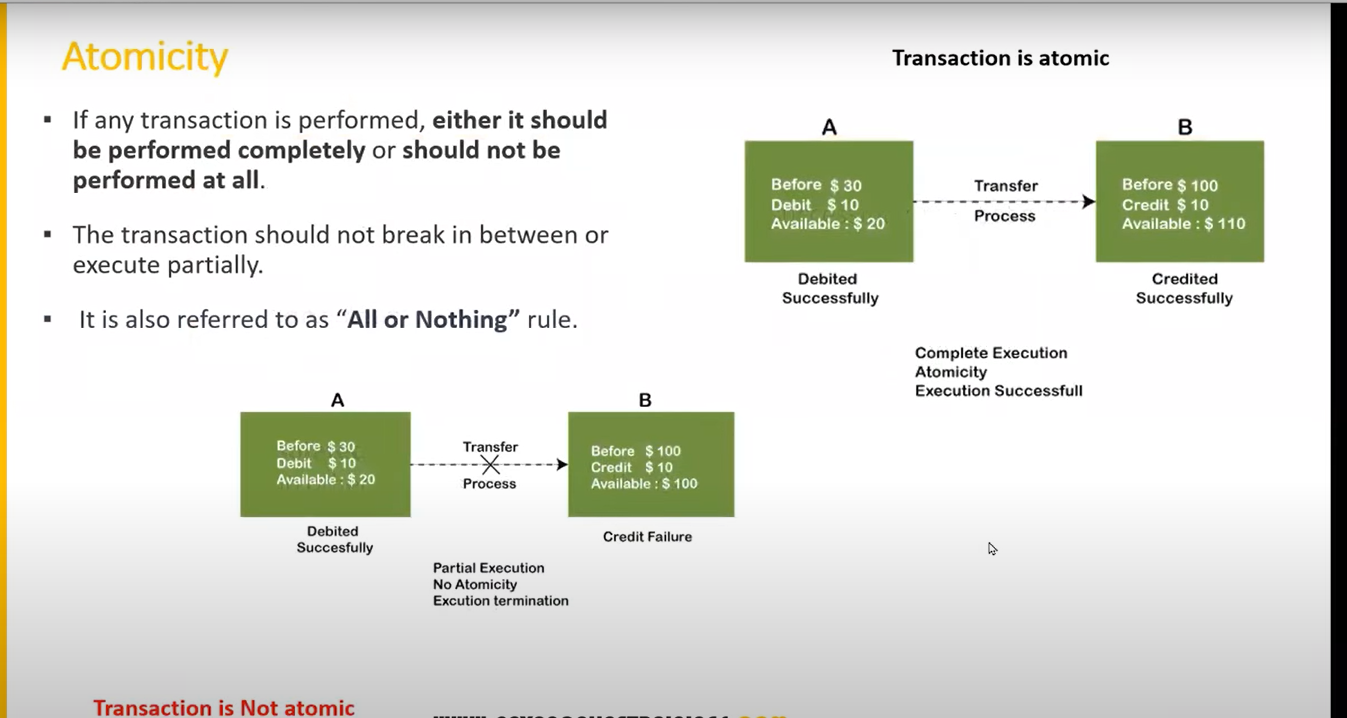 Atomicity
▪ If any transaction is performed, either it should
be performed completely or should not be
performed at all.
▪ The transaction should not break in between or
execute partially.
▪ It is also referred to as “All or Nothing” rule.
Transaction is atomic
A
Before $ 30
Debit $ 10
Available : $ 20
Debited
Successfully
Transfer
Process
B
Before $ 100
Credit $ 10
Available : $ 110
Credited
Successfully
Complete Execution
Atomicity
Execution Successfull
A
Before $ 30
Debit $ 10
Available : $ 20
Debited
Succesfully
Transfer
Process
B
Before $ 100
Credit $ 10
Available : $ 100
Credit Failure
Partial Execution
No Atomicity
Excution termination
Transaction is Not atomic